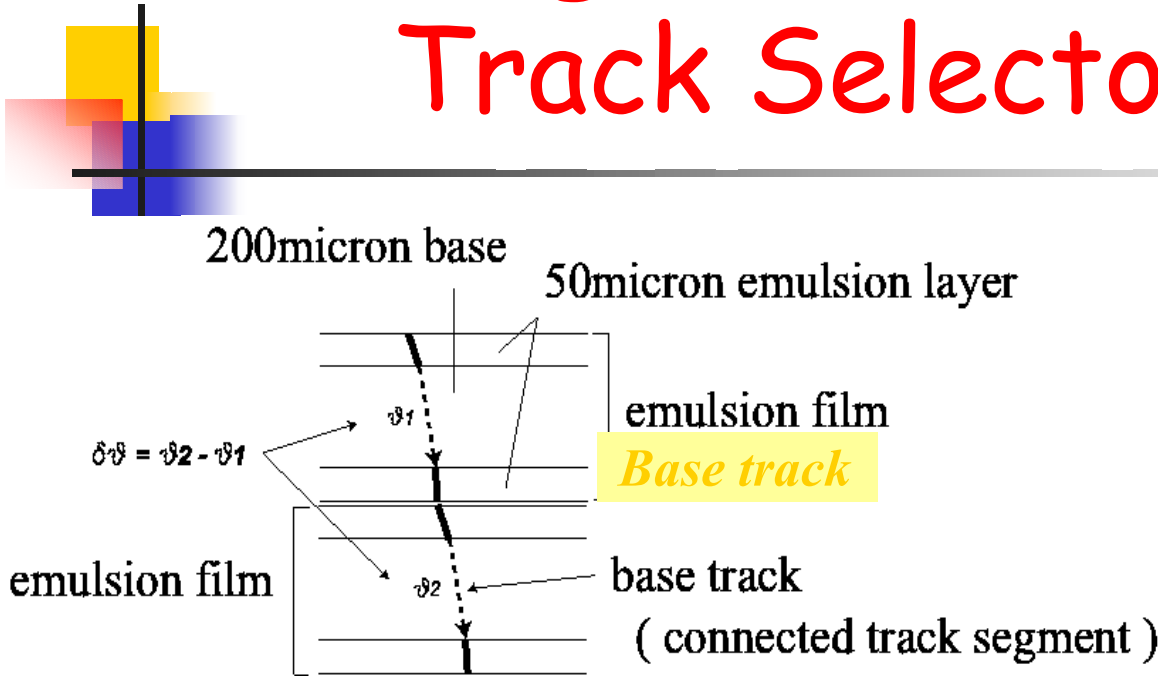 Track Selecto
200micron base
50micron emulsion layer
ϑ1
emulsion film
δϑ = ϑ2 - ϑ1
Base track
emulsion film
ϑ2
base track
( connected track segment )